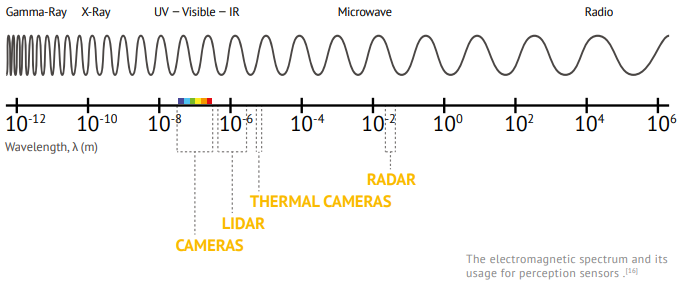 Gamma-Ray X-Ray UV – Visible – IR Microwave Radio
10-12 10-10 10-8 10-6 10-4 10-2 100 102 104 106
Wavelength, λ (m)
RADAR
THERMAL CAMERAS
LIDAR
CAMERAS
The electromagnetic spectrum and its
usage for perception sensors .[16]